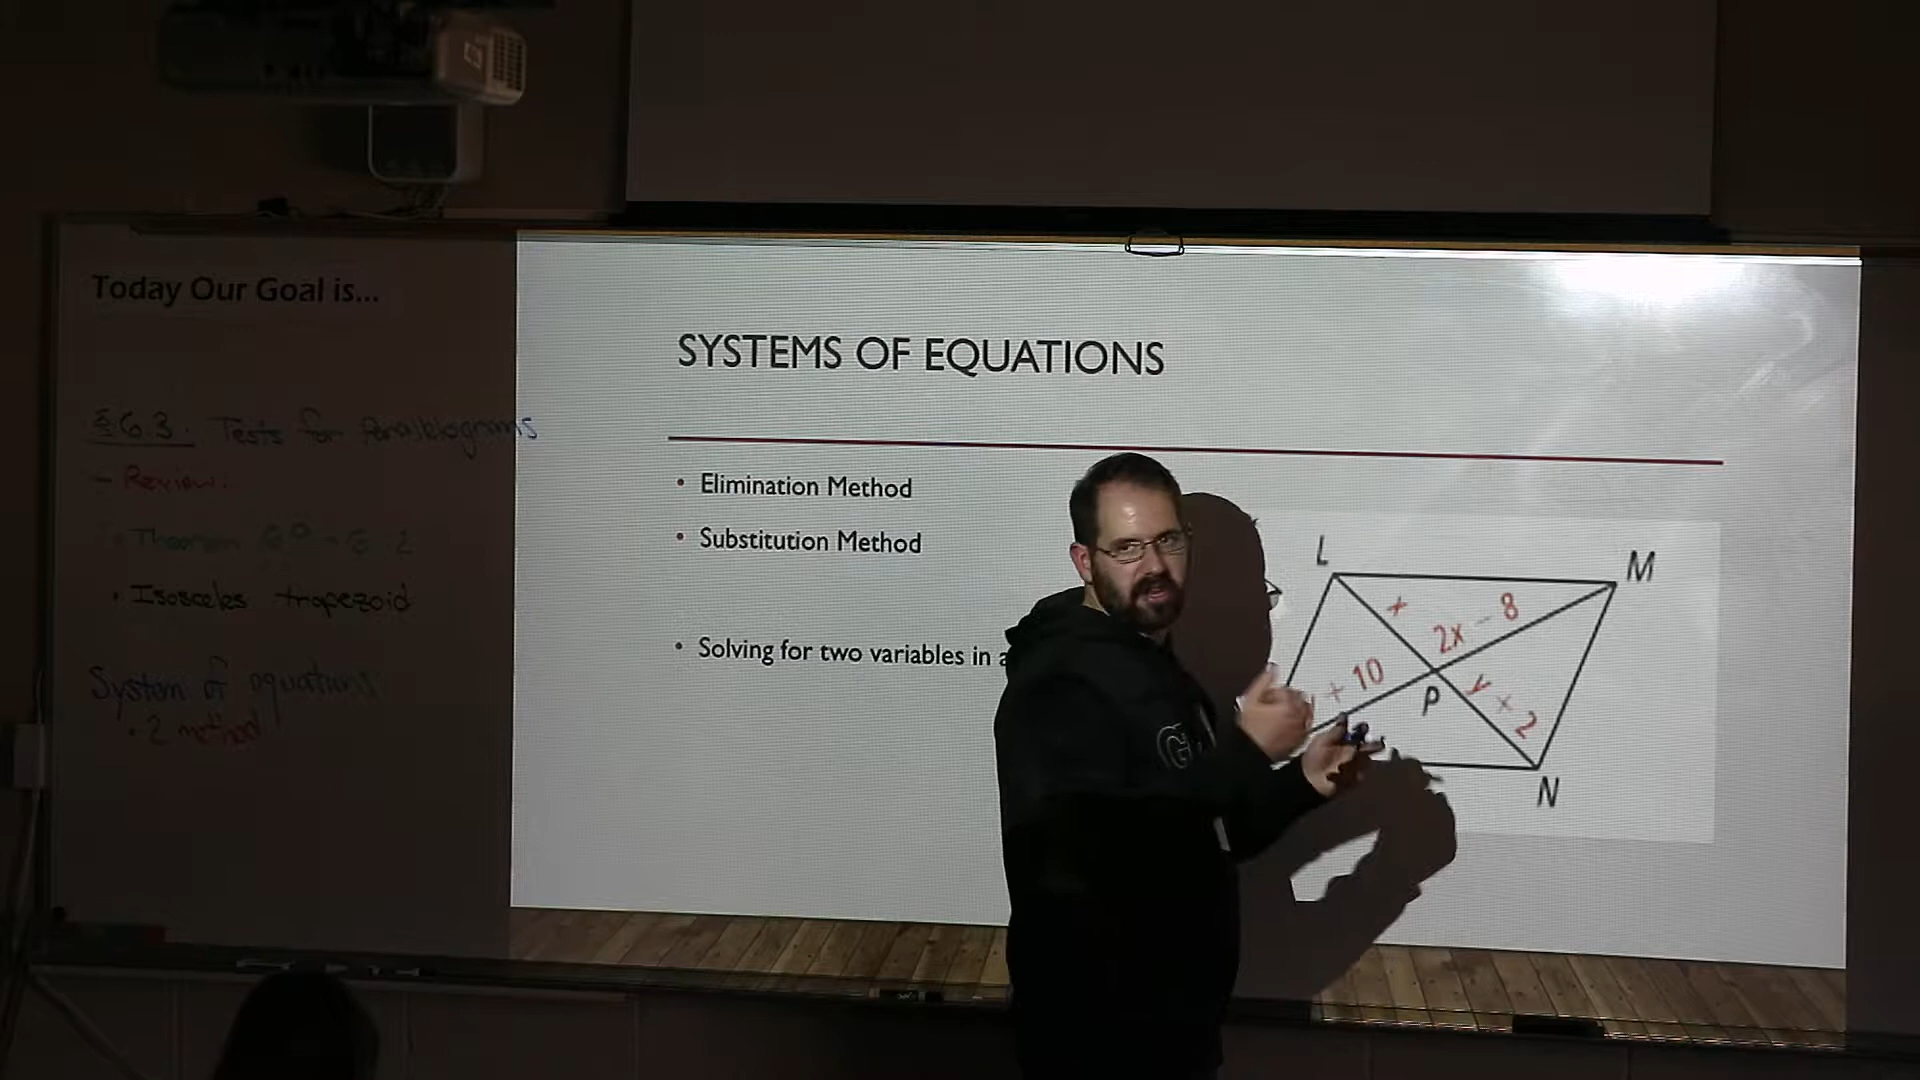 Today Our Goal is...
§6.3. Tests for Parallelograms
- Review:
• Theorem
• Isosceles trapezoid
System of equations
• 2 method
SYSTEMS OF EQUATIONS
• Elimination Method
• Substitution Method
• Solving for two variables in a
L
M
x
2x - 8
+ 10
P
y + 2
N
G